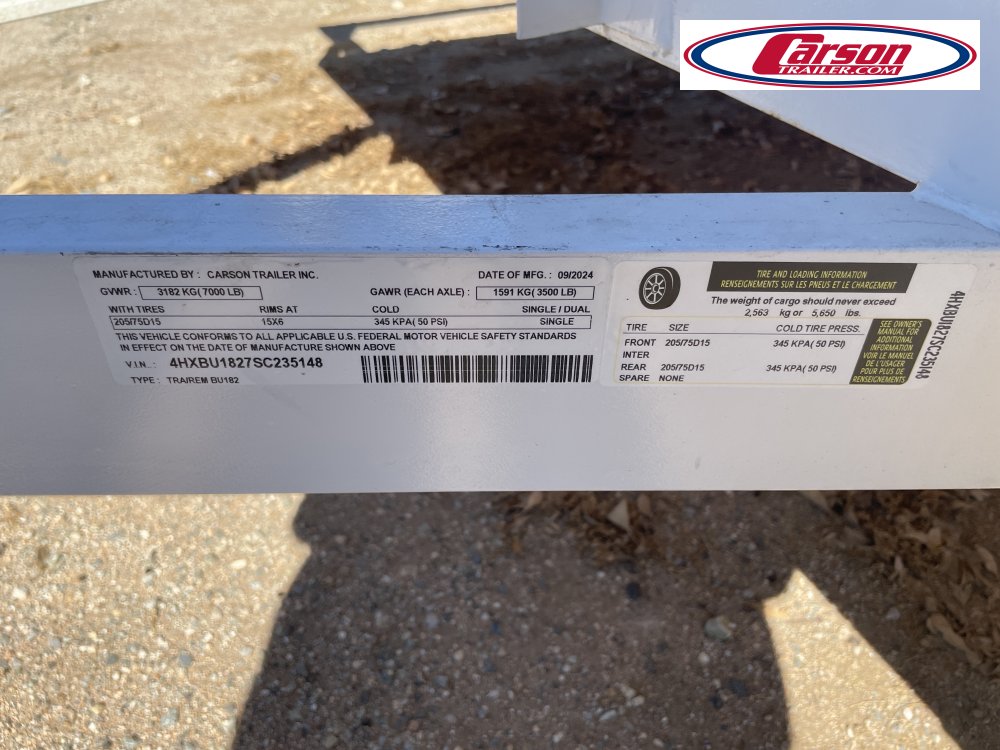 Carson
TRAILER.COM
MANUFACTURED BY : CARSON TRAILER INC. DATE OF MFG. : 09/2024
GVWR : 3182 KG( 7000 LB) GAWR (EACH AXLE) : 1591 KG( 3500 LB)
WITH TIRES RIMS AT COLD SINGLE / DUAL
205/75D15 15X6 345 KPA( 50 PSI) SINGLE
THIS VEHICLE CONFORMS TO ALL APPLICABLE U.S. FEDERAL MOTOR VEHICLE SAFETY STANDARDS
IN EFFECT ON THE DATE OF MANUFACTURE SHOWN ABOVE
V.I.N. : 4HXBU1827SC235148
TYPE : TRAIREM BU182
TIRE AND LOADING INFORMATION
RENSEIGNEMENTS SUR LES PNEUS ET LE CHARGEMENT
The weight of cargo should never exceed
2,563 kg or 5,650 lbs.
TIRE SIZE COLD TIRE PRESS.
FRONT 205/75D15 345 KPA( 50 PSI)
INTER
REAR 205/75D15 345 KPA( 50 PSI)
SPARE NONE
SEE OWNER'S
MANUAL FOR
ADDITIONAL
INFORMATION
VOIR LE MANUEL
DE L'USAGER
POUR PLUS DE
RENSEIGNEMENTS
4HXBU1827SC235148